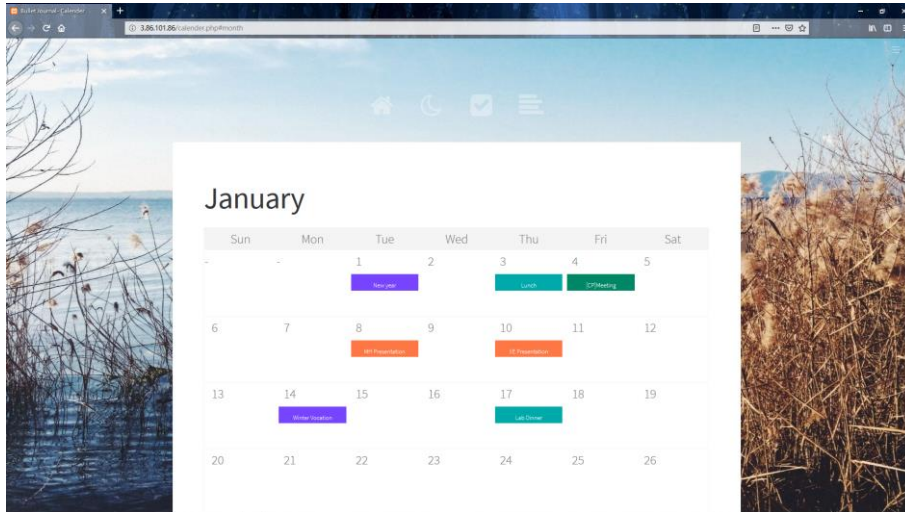 Bullet Journal - Calender
3.86.101.86/calender.php#month
January
Sun Mon Tue Wed Thu Fri Sat
- - 1 2 3 4 5
New year Lunch [CP]Meeting
6 7 8 9 10 11 12
Presentation Presentation
13 14 15 16 17 18 19
Winter Vacation Lab Dinner
20 21 22 23 24 25 26